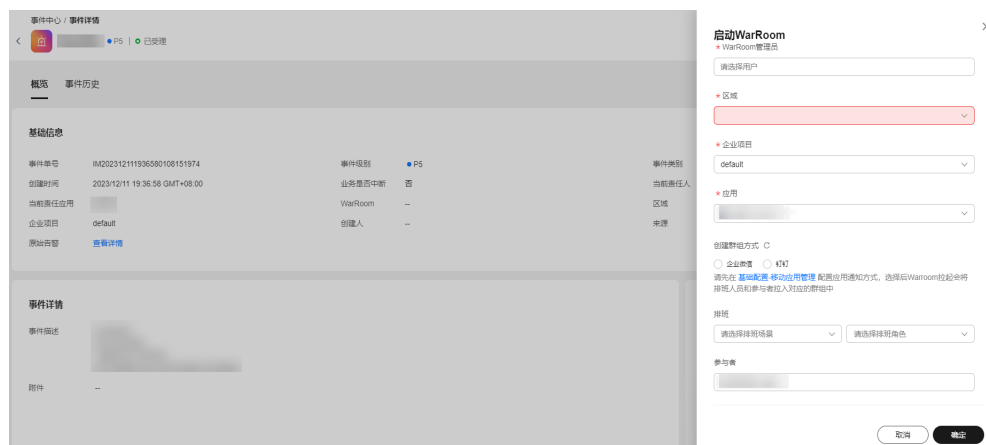 事件中心 / 事件详情
P5 | 已受理
概览 事件历史
基础信息
事件单号 IM20231211193658010815​1974 事件级别 P5 事件类别
创建时间 2023/12/11 19:36:58 GMT+08:00 业务是否中断 否 当前责任人
当前责任应用 WarRoom -- 区域
企业项目 default 创建人 -- 来源
原始告警 查看详情
事件详情
事件描述
附件 --
启动WarRoom
* WarRoom管理员
请选择用户
* 区域
* 企业项目
default
* 应用
创建群组方式
企业微信 钉钉
请先在 基础配置-移动应用管理 配置应用通知方式，选择后Warroom拉起会将
排班人员和参与者拉入对应的群组中
排班
请选择排班场景 请选择排班角色
参与者
取消 确定